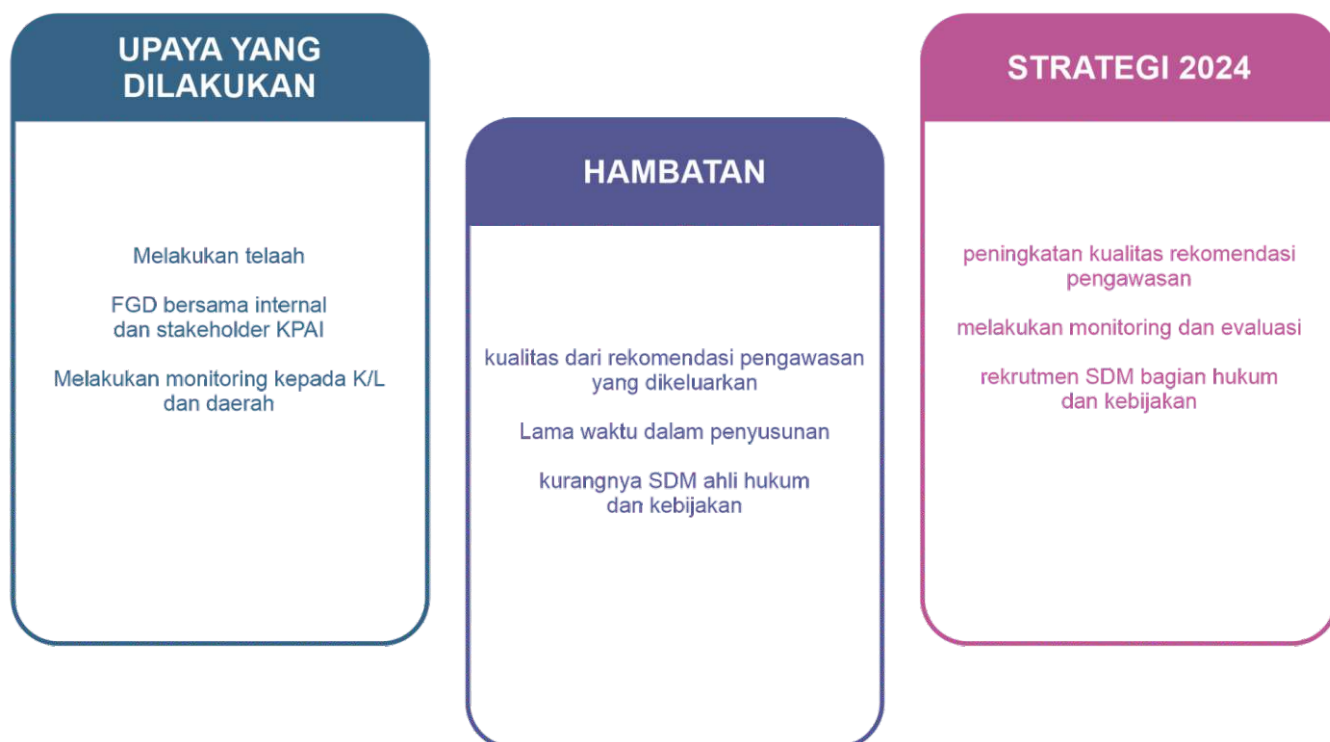 UPAYA YANG
DILAKUKAN
Melakukan telaah
FGD bersama internal
dan stakeholder KPAI
Melakukan monitoring kepada K/L
dan daerah
HAMBATAN
kualitas dari rekomendasi pengawasan
yang dikeluarkan
Lama waktu dalam penyusunan
kurangnya SDM ahli hukum
dan kebijakan
STRATEGI 2024
peningkatan kualitas rekomendasi
pengawasan
melakukan monitoring dan evaluasi
rekrutmen SDM bagian hukum
dan kebijakan